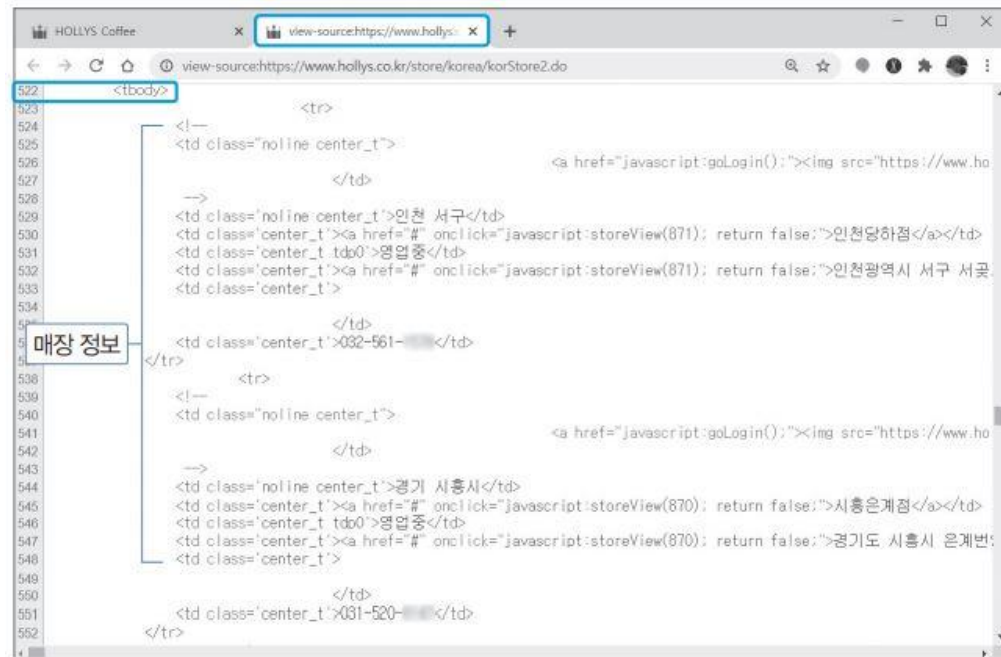 HOLLYS Coffee
view-source:https://www.hollys
view-source:https://www.hollys.co.kr/store/korea/korStore2.do
522 <tbody>
523 <tr>
524 <!--
525 <td class="noline center_t">
526 <a href="javascript:goLogin();"><img src="https://www.ho
527 </td>
528 -->
529 <td class='noline center_t'>인천 서구</td>
530 <td class='center_t'><a href="#" onclick="javascript:storeView(871); return false;">인천당하점</a></td>
531 <td class='center_t tdp0'>영업중</td>
532 <td class='center_t'><a href="#" onclick="javascript:storeView(871); return false;">인천광역시 서구 서곶
533 <td class='center_t'>
534
</td>
매장 정보
<td class='center_t'>032-561- </td>
</tr>
538 <tr>
539 <!--
540 <td class="noline center_t">
541 <a href="javascript:goLogin();"><img src="https://www.ho
542 </td>
543 -->
544 <td class='noline center_t'>경기 시흥시</td>
545 <td class='center_t'><a href="#" onclick="javascript:storeView(870); return false;">시흥은계점</a></td>
546 <td class='center_t tdp0'>영업중</td>
547 <td class='center_t'><a href="#" onclick="javascript:storeView(870); return false;">경기도 시흥시 은계번
548 <td class='center_t'>
549
550 </td>
551 <td class='center_t'>031-520- </td>
552 </tr>